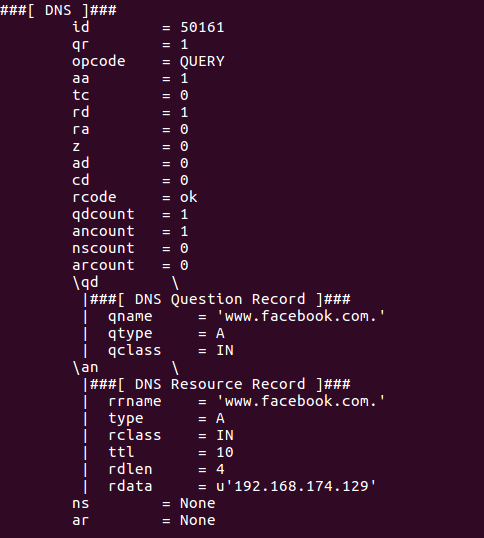 ###[ DNS ]###
        id        = 50161
        qr        = 1
        opcode    = QUERY
        aa        = 1
        tc        = 0
        rd        = 1
        ra        = 0
        z         = 0
        ad        = 0
        cd        = 0
        rcode     = ok
        qdcount   = 1
        ancount   = 1
        nscount   = 0
        arcount   = 0
        \qd        \
         |###[ DNS Question Record ]###
         |  qname     = 'www.facebook.com.'
         |  qtype     = A
         |  qclass    = IN
        \an        \
         |###[ DNS Resource Record ]###
         |  rrname    = 'www.facebook.com.'
         |  type      = A
         |  rclass    = IN
         |  ttl       = 10
         |  rdlen     = 4
         |  rdata     = u'192.168.174.129'
        ns        = None
        ar        = None